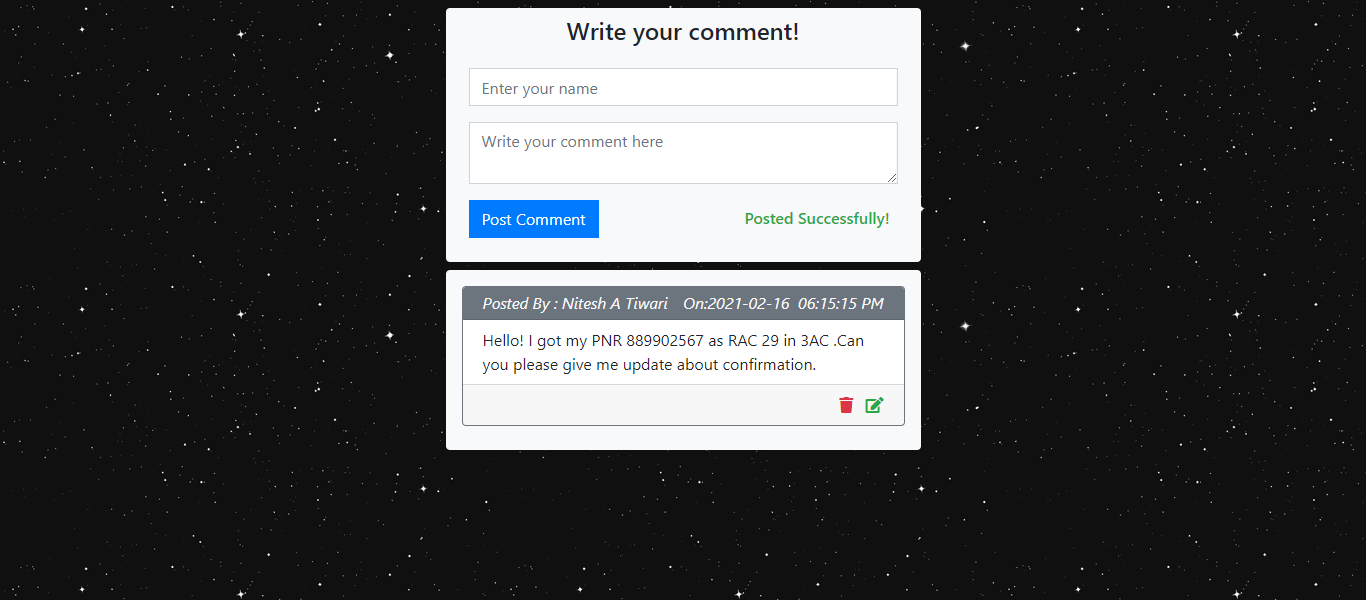 Write your comment!
Enter your name
Write your comment here
Post Comment Posted Successfully!
Posted By : Nitesh A Tiwari On:2021-02-16 06:15:15 PM
Hello! I got my PNR 889902567 as RAC 29 in 3AC .Can
you please give me update about confirmation.